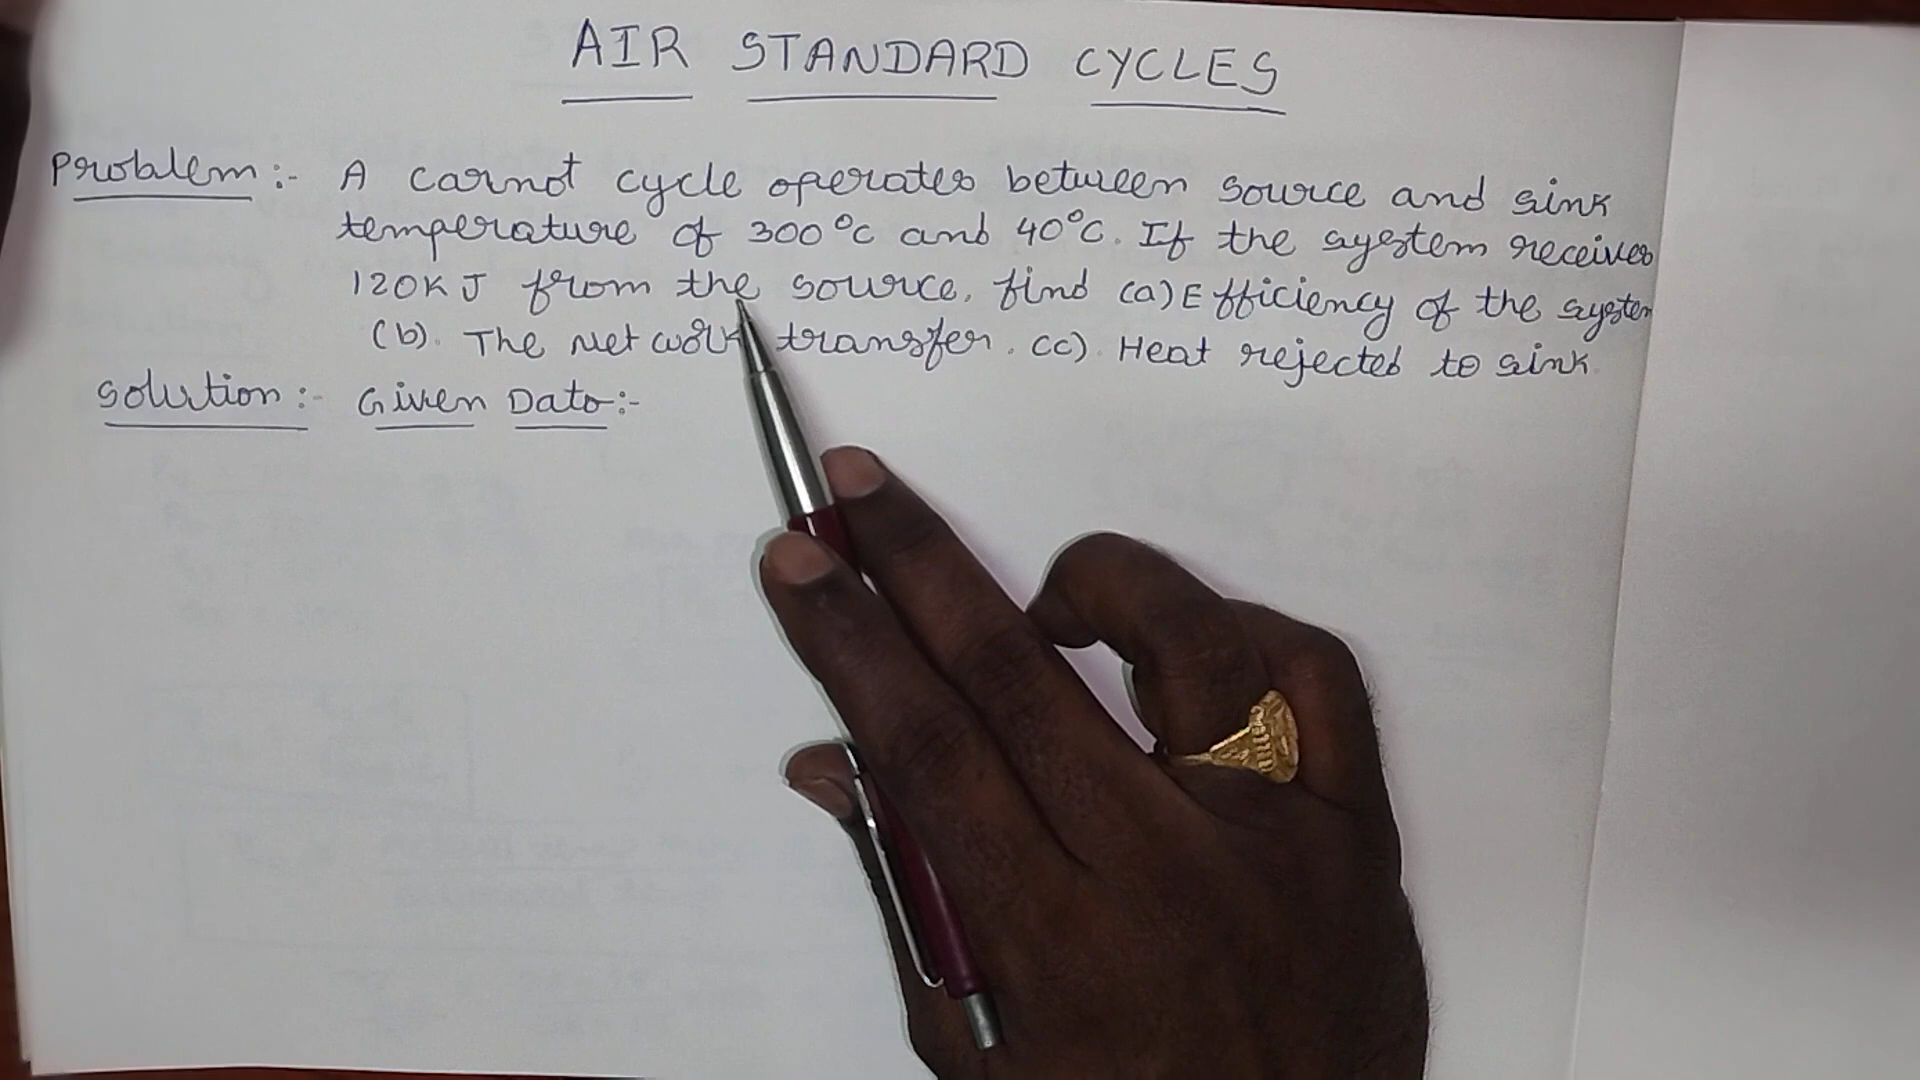 AIR STANDARD CYCLES
Problem:- A carnot cycle operates between source and sink
temperature of 300°C and 40°C. If the system receives
120KJ from the source, find (a) Efficiency of the system
(b). The net work transfer. (c). Heat rejected to sink.
Solution:- Given Data:-